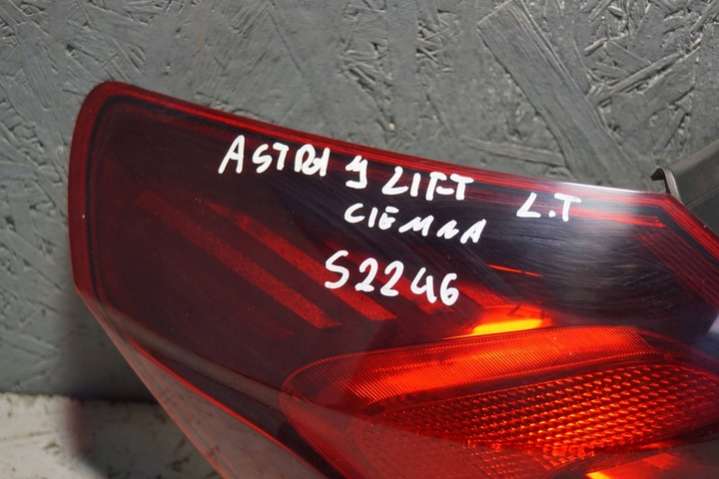 ASTRA J LIFT L.T
CIEMNA
S2246